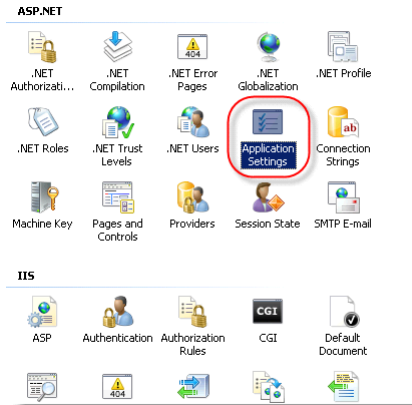 ASP.NET
.NET Authorizati...
.NET Compilation
404
.NET Error Pages
.NET Globalization
.NET Profile
.NET Roles
.NET Trust Levels
.NET Users
Application Settings
ab
Connection Strings
Machine Key
Pages and Controls
Providers
Session State
SMTP E-mail
IIS
ASP
Authentication
Authorization Rules
CGI
CGI
Default Document
404